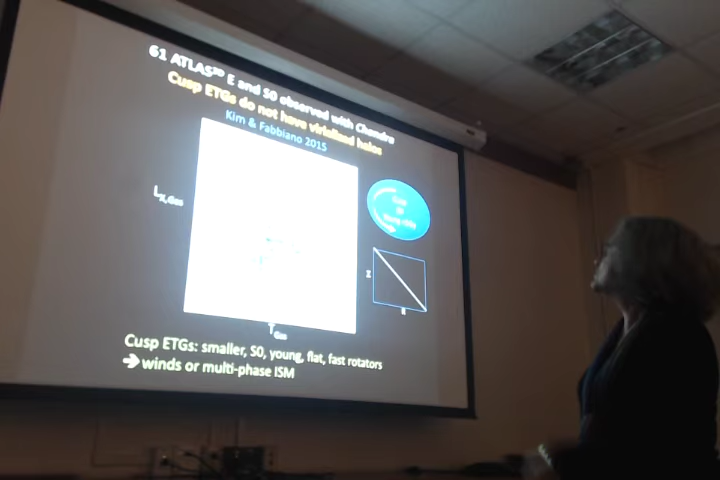 61 ATLAS3D E and S0 observed with Chandra
Cusp ETGs do not have virialized halos
Kim & Fabbiano 2015
LX,Gas
TGas
Cusp ETGs: smaller, S0, young, flat, fast rotators
➔ winds or multi-phase ISM